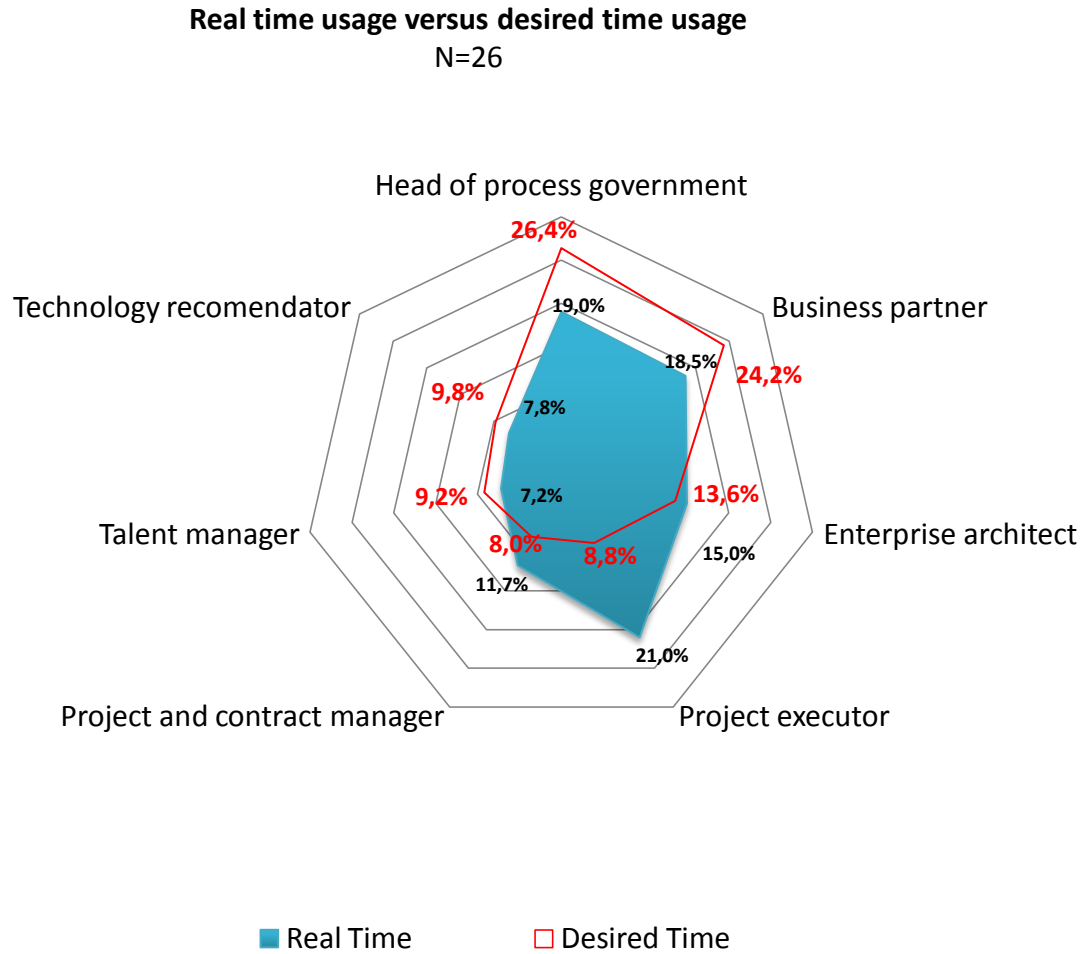 Real time usage versus desired time usage
N=26
Head of process government
26,4%
19,0%
Technology recomendator
Business partner
18,5%
24,2%
9,8%
7,8%
9,2%
7,2%
13,6%
Talent manager
Enterprise architect
8,0%
8,8%
15,0%
11,7%
21,0%
Project and contract manager
Project executor
Real Time
Desired Time